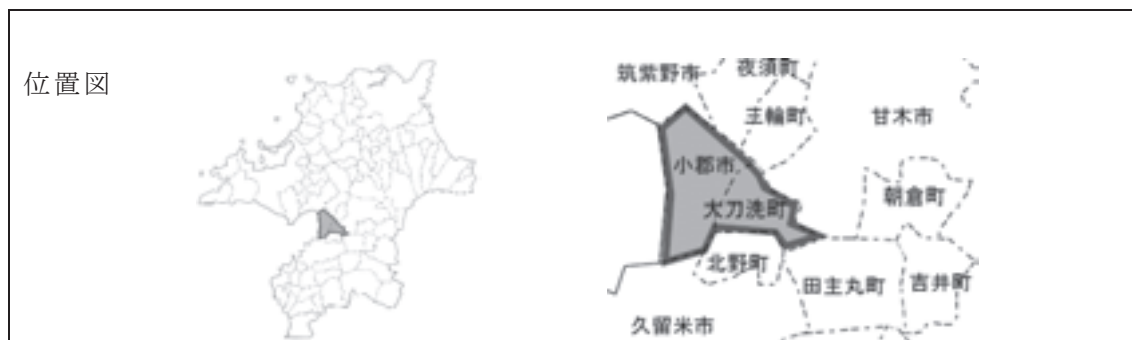 位置図
筑紫野市
夜須町
三輪町
甘木市
小郡市
朝倉町
大刀洗町
北野町
田主丸町
吉井町
久留米市